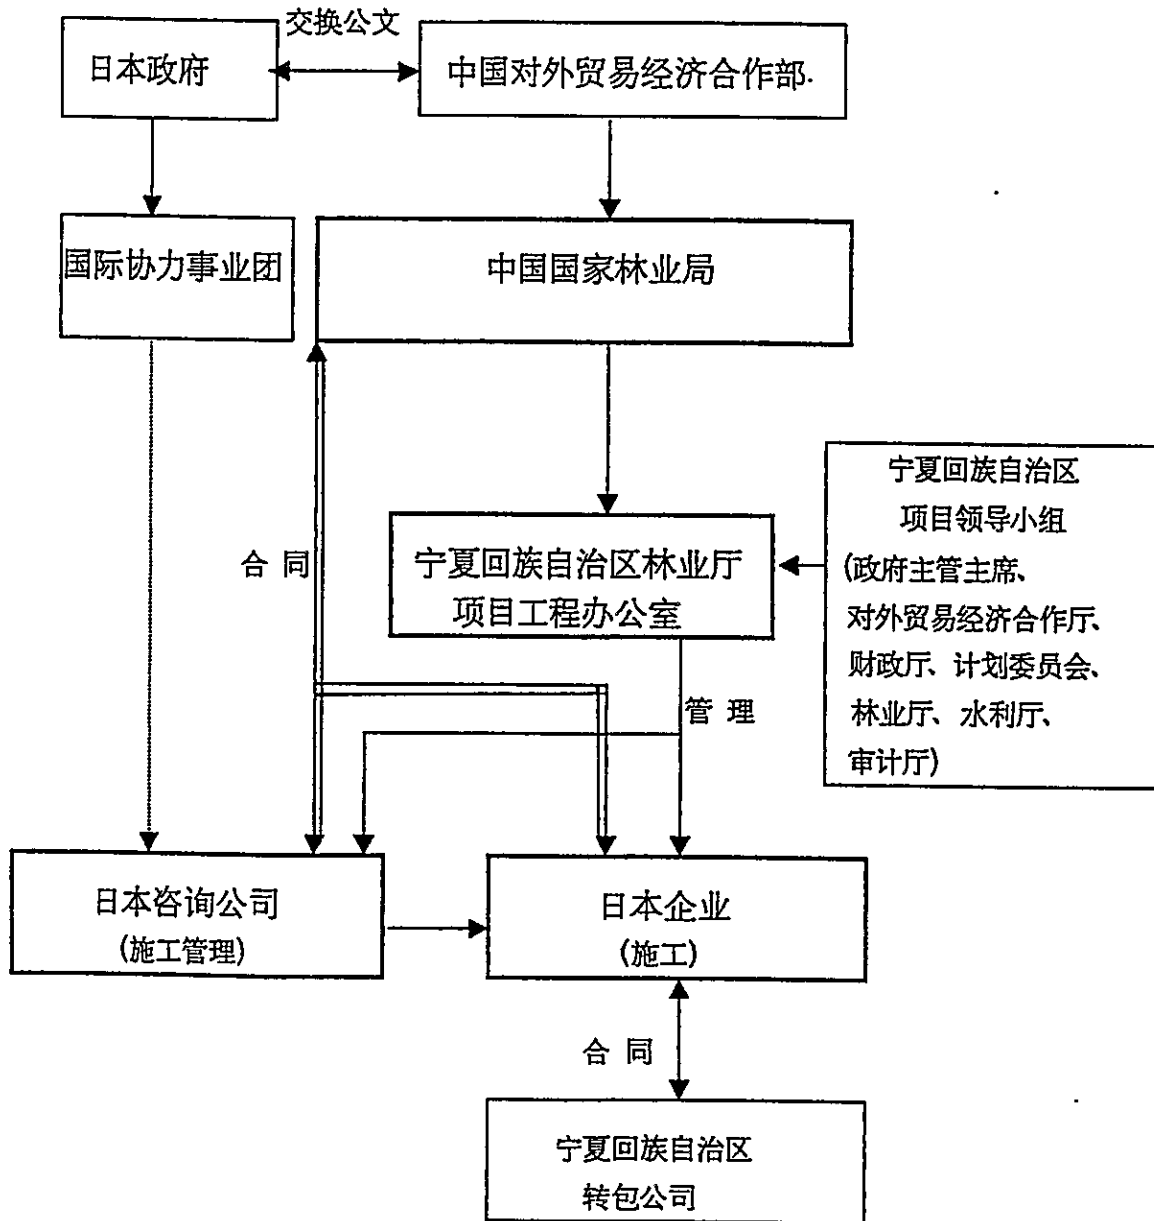 交换公文
日本政府
中国对外贸易经济合作部
国际协力事业团
中国国家林业局
宁夏回族自治区
项目领导小组
(政府主管主席、
对外贸易经济合作厅、
财政厅、计划委员会、
林业厅、水利厅、
审计厅)
合 同
宁夏回族自治区林业厅
项目工程办公室
管 理
日本咨询公司
(施工管理)
日本企业
(施工)
合 同
宁夏回族自治区
转包公司